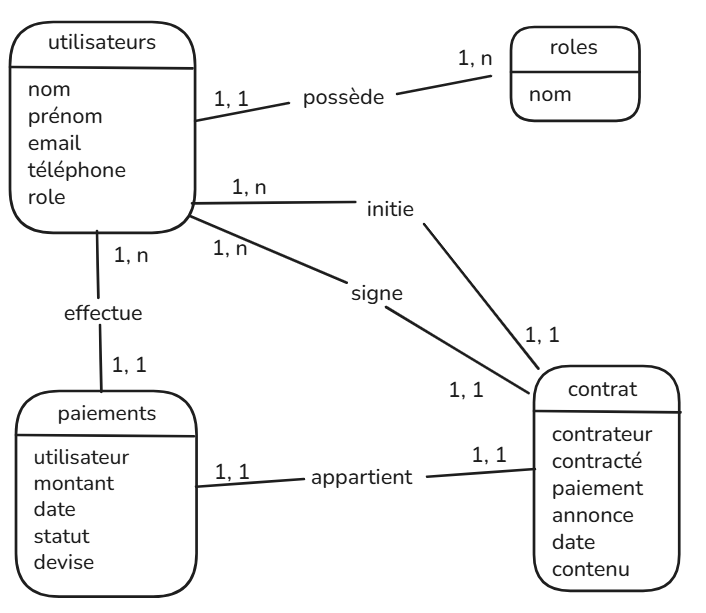 utilisateurs
nom
prénom
email
téléphone
role
1, 1
possède
1, n
roles
nom
1, n
initie
1, 1
1, n
signe
1, 1
1, n
effectue
1, 1
paiements
utilisateur
montant
date
statut
devise
1, 1
appartient
1, 1
contrat
contrateur
contracté
paiement
annonce
date
contenu